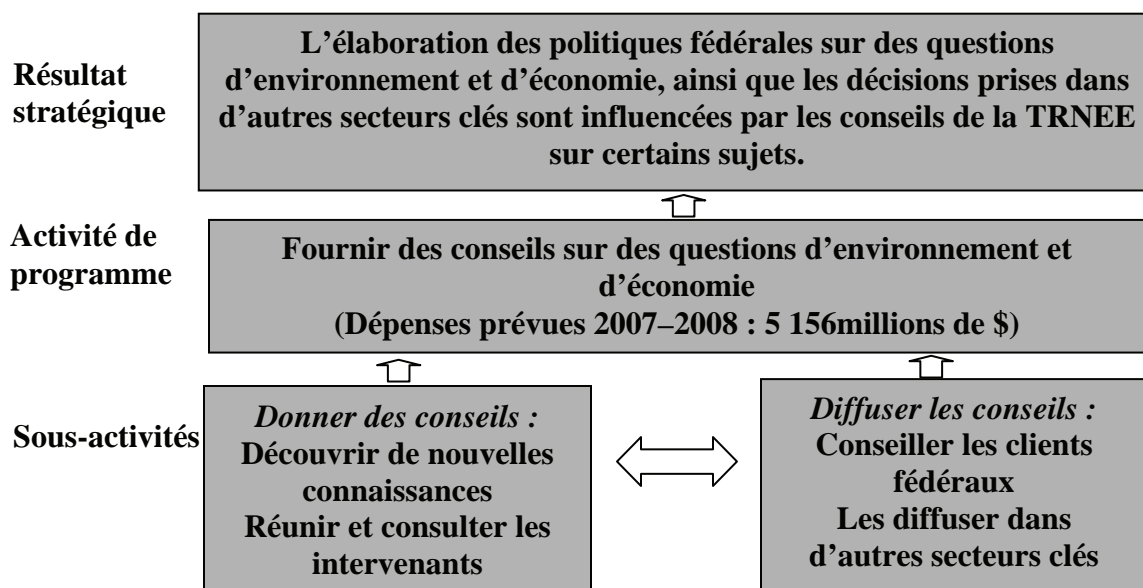 Résultat
stratégique
L’élaboration des politiques fédérales sur des questions
d’environnement et d’économie, ainsi que les décisions prises dans
d’autres secteurs clés sont influencées par les conseils de la TRNEE
sur certains sujets.
Activité de
programme
Fournir des conseils sur des questions d’environnement et
d’économie
(Dépenses prévues 2007–2008 : 5 156millions de $)
Sous-activités
Donner des conseils :
Découvrir de nouvelles
connaissances
Réunir et consulter les
intervenants
Diffuser les conseils :
Conseiller les clients
fédéraux
Les diffuser dans
d’autres secteurs clés